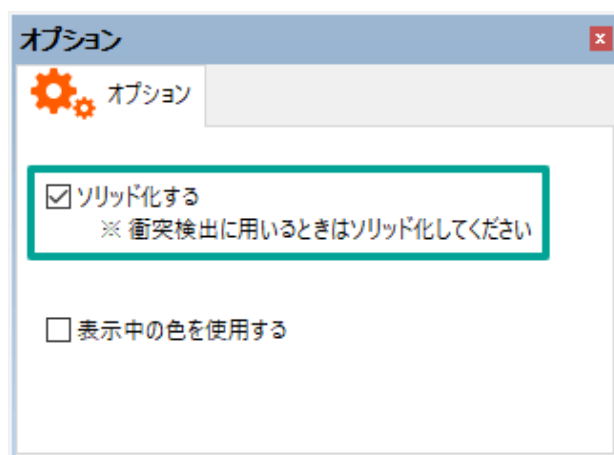 オプション
オプション
ソリッド化する
※ 衝突検出に用いるときはソリッド化してください
表示中の色を使用する